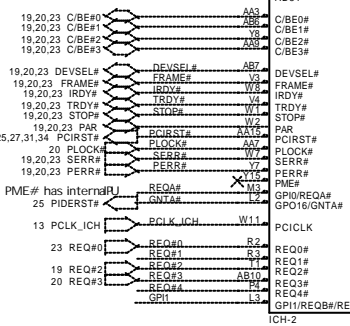 19,20,23 C/BE#0 AA3 C/BE0#
19,20,23 C/BE#1 AB6 C/BE1#
19,20,23 C/BE#2 Y8 C/BE2#
19,20,23 C/BE#3 AA9 C/BE3#
19,20,23 DEVSEL# DEVSEL# AB7 DEVSEL#
19,20,23 FRAME# FRAME# V3 FRAME#
19,20,23 IRDY# IRDY# W8 IRDY#
19,20,23 TRDY# TRDY# V4 TRDY#
19,20,23 STOP# STOP# W1 STOP#
19,20,23 PAR W2 PAR
25,27,31,34 PCIRST# PCIRST# AA15 PCIRST#
20 PLOCK# PLOCK# AA7 PLOCK#
19,20,23 SERR# SERR# W7 SERR#
19,20,23 PERR# PERR# Y7 PERR#
Y15 PME#
PME# has internalPU REQA# M3 GPI0/REQA#
25 PIDERST# GNTA# L2 GPO16/GNTA#
13 PCLK_ICH PCLK_ICH W11 PCICLK
23 REQ#0 REQ#0 R2 REQ0#
REQ#1 R3 REQ1#
19 REQ#2 REQ#2 T1 REQ2#
20 REQ#3 REQ#3 AB10 REQ3#
REQ#4 P4 REQ4#
GPI1 L3 GPI1/REQB#/RE
ICH-2